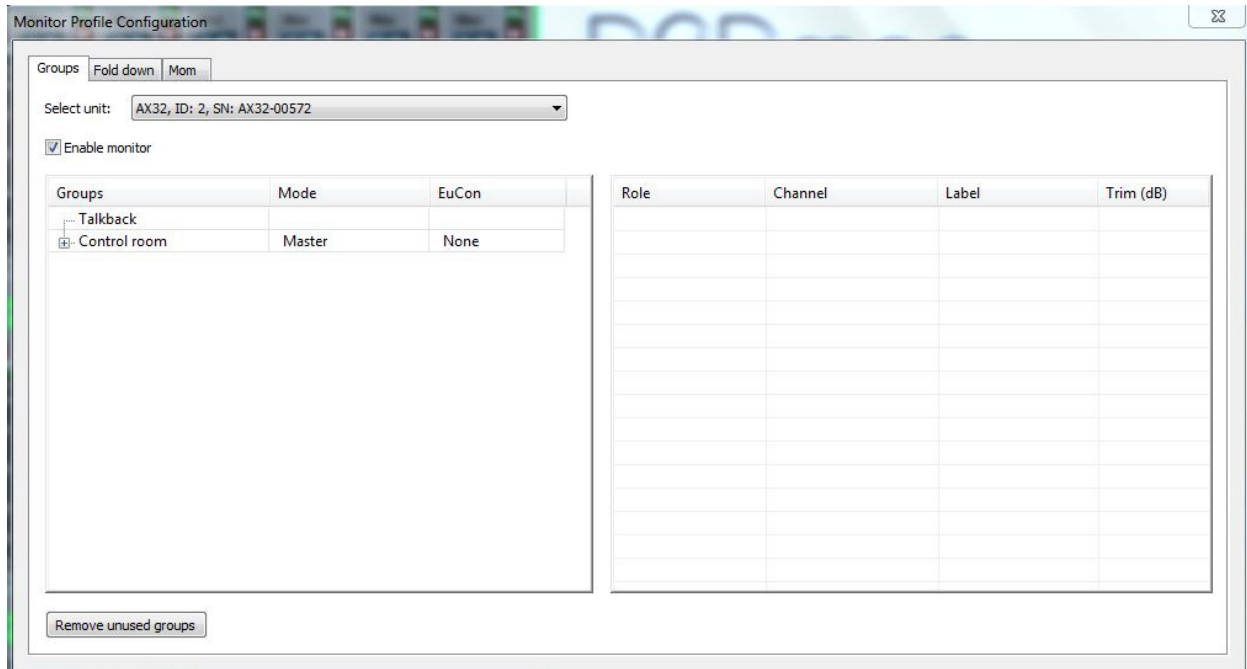 Monitor Profile Configuration
Groups Fold down Mom
Select unit: AX32, ID: 2, SN: AX32-00572
Enable monitor
Groups Mode EuCon Role Channel Label Trim (dB)
Talkback
Control room Master None
Remove unused groups